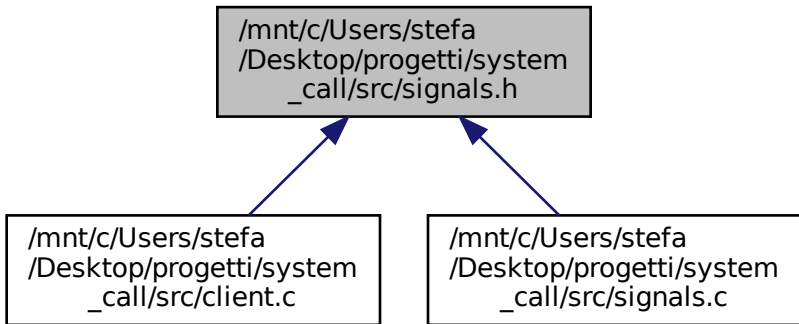 /mnt/c/Users/stefa
/Desktop/progetti/system
_call/src/signals.h
/mnt/c/Users/stefa
/Desktop/progetti/system
_call/src/client.c
/mnt/c/Users/stefa
/Desktop/progetti/system
_call/src/signals.c